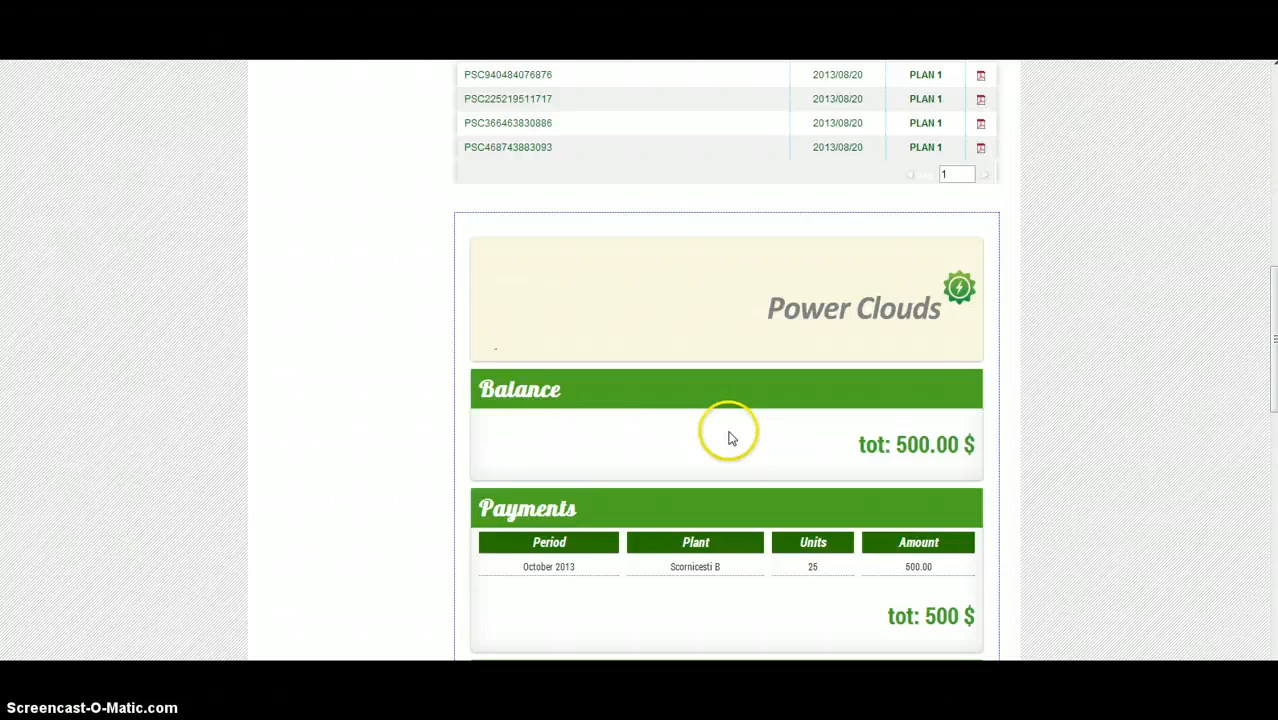 PSC940484076876 2013/08/20 PLAN 1
PSC225219511717 2013/08/20 PLAN 1
PSC366463830886 2013/08/20 PLAN 1
PSC468743883093 2013/08/20 PLAN 1
1
Power Clouds
-
Balance
tot: 500.00 $
Payments
Period Plant Units Amount
October 2013 Scornicesti B 25 500.00
tot: 500 $
Screencast-O-Matic.com